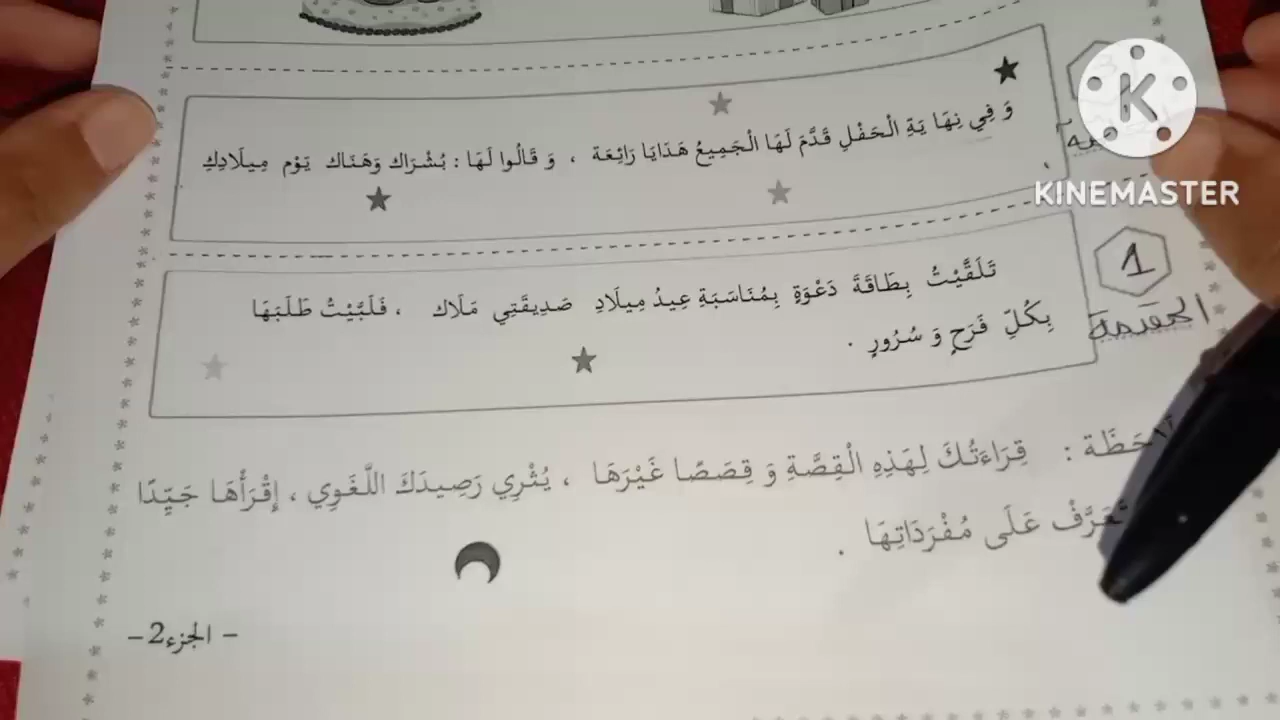 وَ فِي نِهَا يَةِ الْحَفْلِ قَدَّمَ لَهَا الْجَمِيعُ هَدَايَا رَائِعَة ، وَ قَالُوا لَهَا : بُشْرَاك وَهَنَاك يَوْم مِيلَادِكِ .
KINEMASTER
1
المقدمة
تَلَقَّيْتُ بِطَاقَةَ دَعْوَةٍ بِمُنَاسَبَةِ عِيدُ مِيلَادِ صَدِيقَتِي مَلَاك ، فَلَبَّيْتُ طَلَبَهَا
بِكُلِّ فَرَحٍ وَ سُرُورٍ .
قِرَاءَتُكَ لِهَذِهِ الْقِصَّةِ وَ قِصَصًا غَيْرَهَا ، يُثْرِي رَصِيدَكَ اللَّغَوِي ، إِقْرَأْهَا جَيِّدًا
عَلَى مُفْرَدَاتِهَا .
- الجزء2-